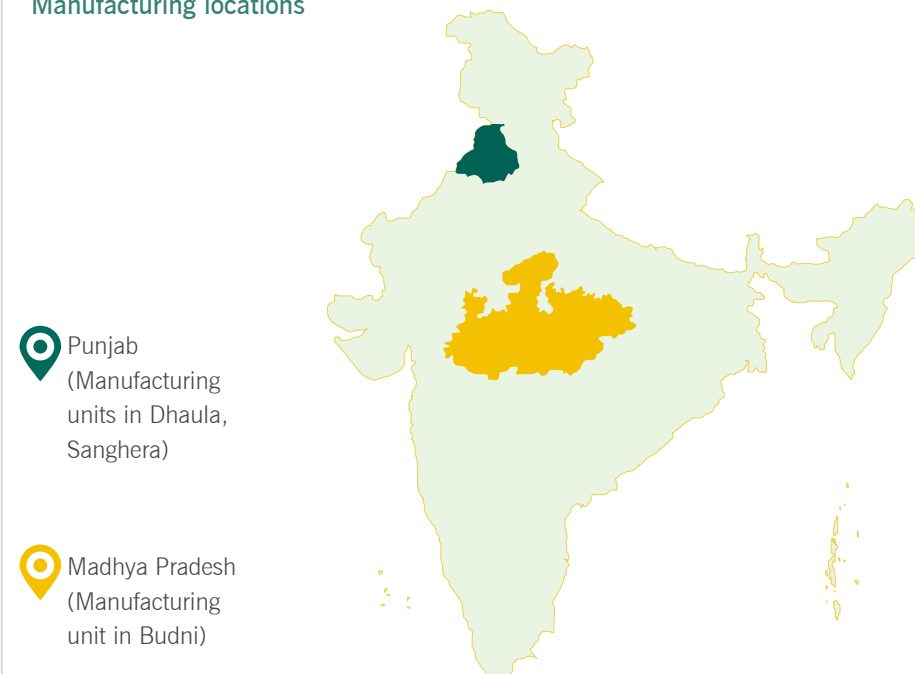 Manufacturing locations
Punjab
(Manufacturing
units in Dhaula,
Sanghera)
Madhya Pradesh
(Manufacturing
unit in Budni)